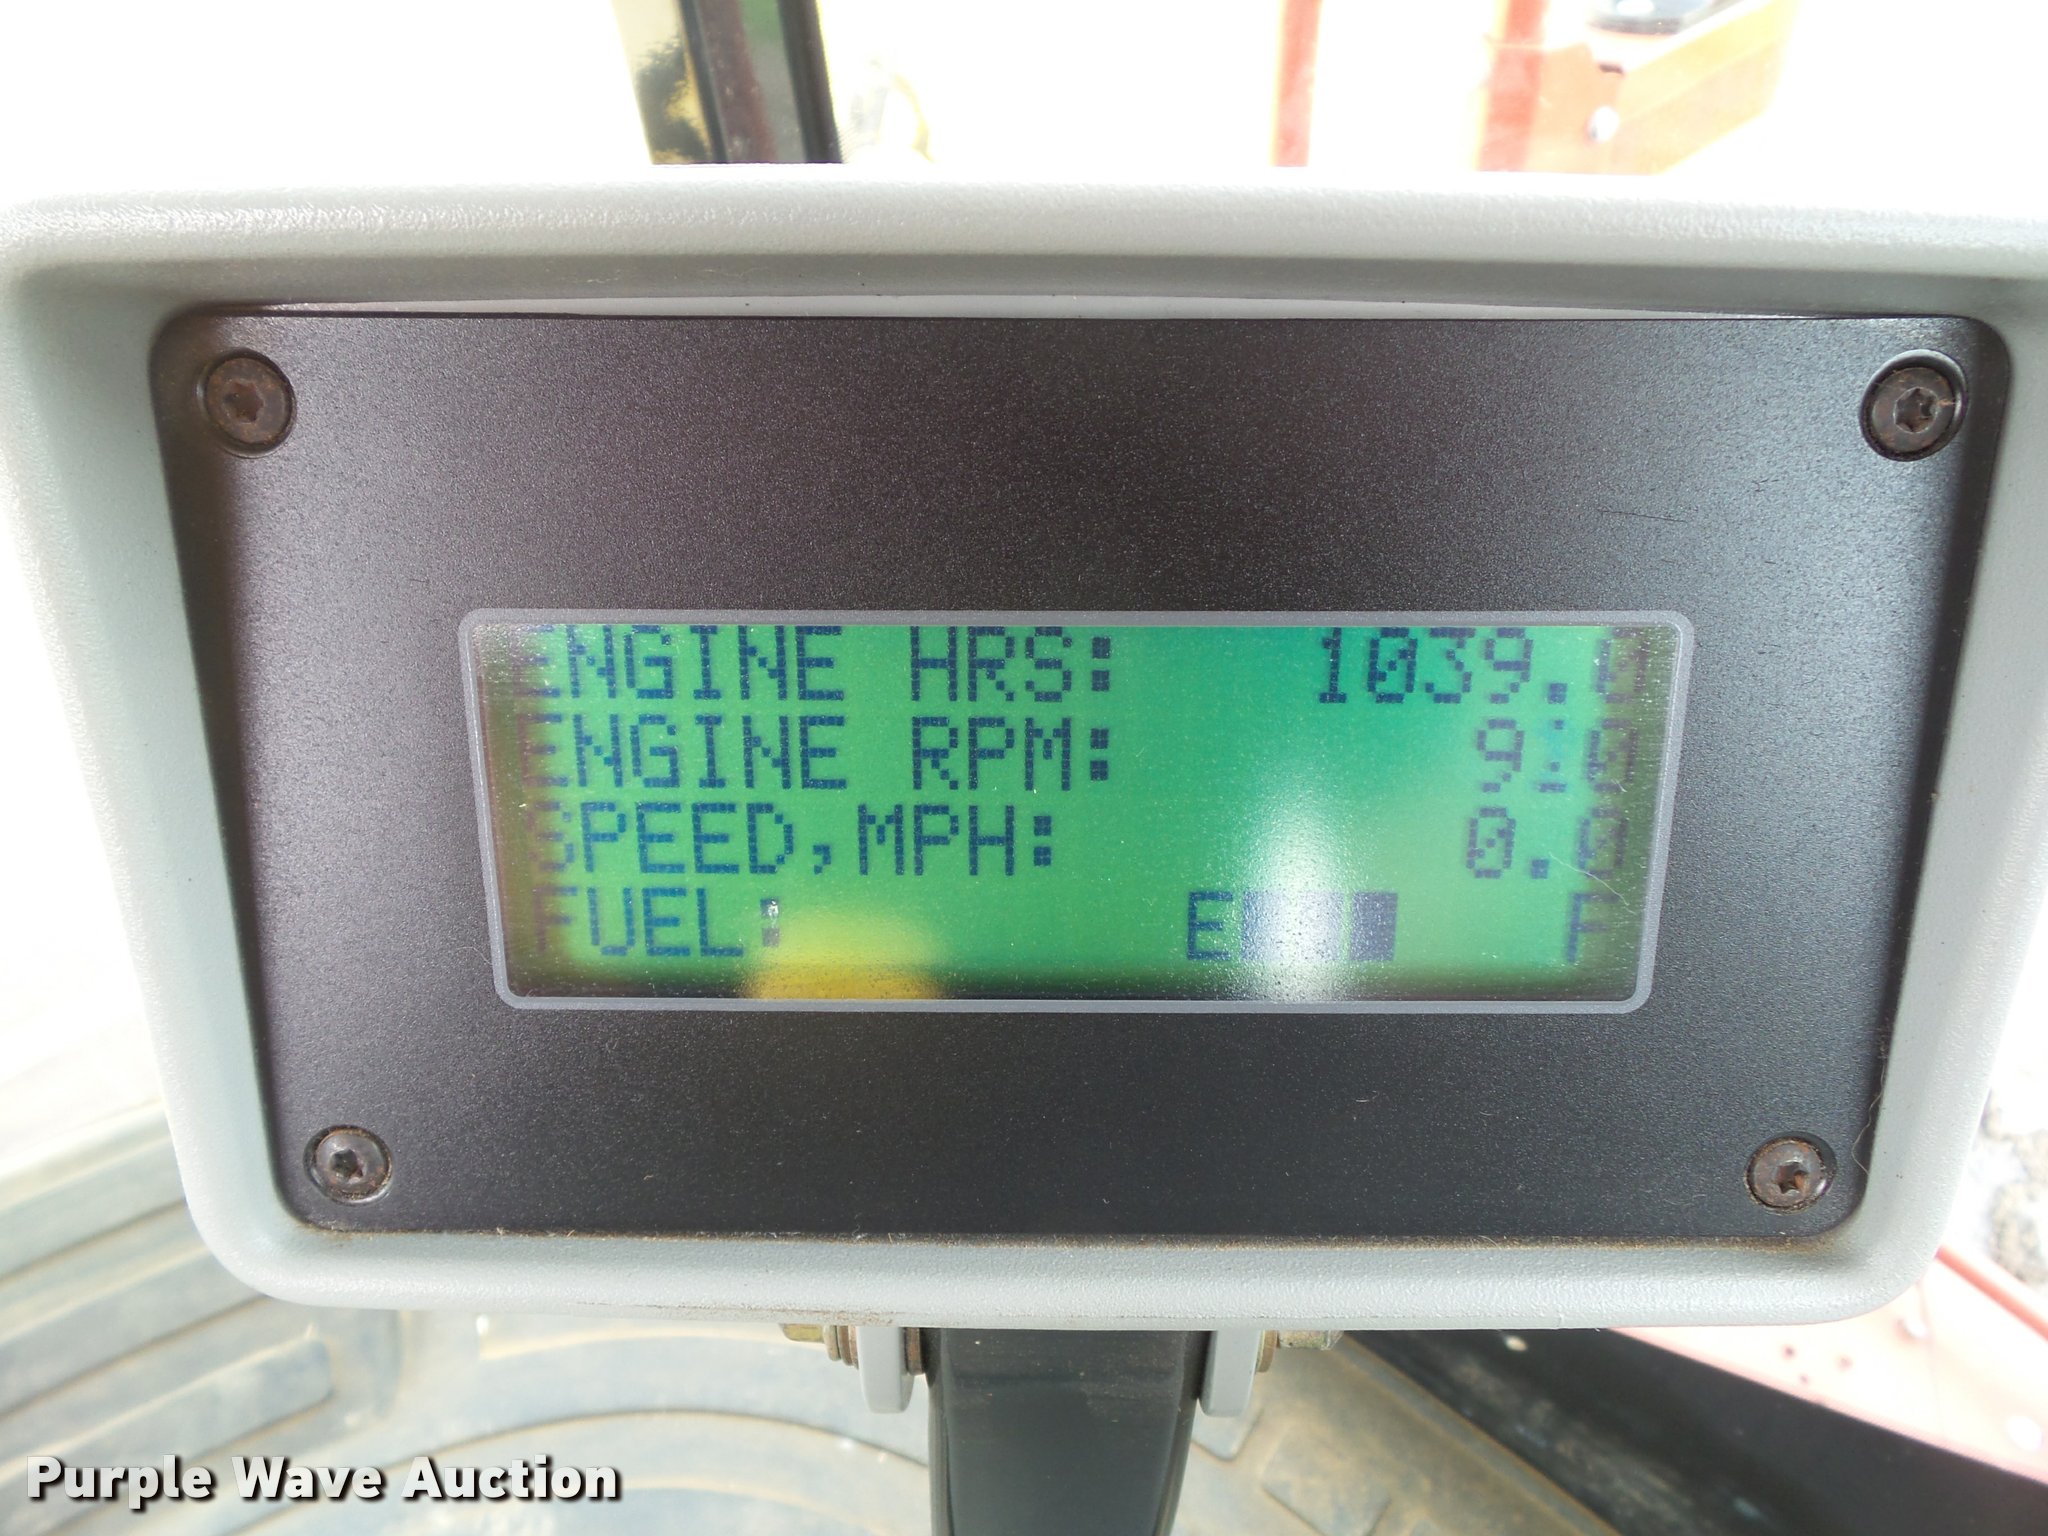 ENGINE HRS: 1039.0
ENGINE RPM:
SPEED,MPH: 0.0
FUEL: E F
Purple Wave Auction